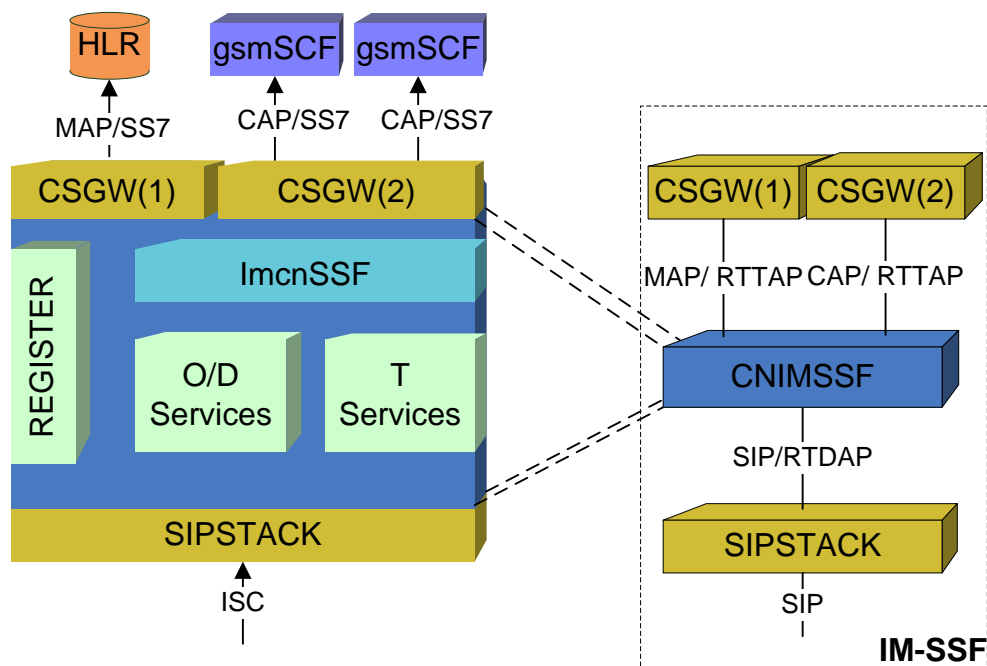 HLR
gsmSCF
gsmSCF
MAP/SS7
CAP/SS7
CAP/SS7
CSGW(1)
CSGW(2)
ImcnSSF
REGISTER
O/D
Services
T
Services
SIPSTACK
ISC
CSGW(1)
CSGW(2)
MAP/ RTTAP
CAP/ RTTAP
CNIMSSF
SIP/RTDAP
SIPSTACK
SIP
IM-SSF